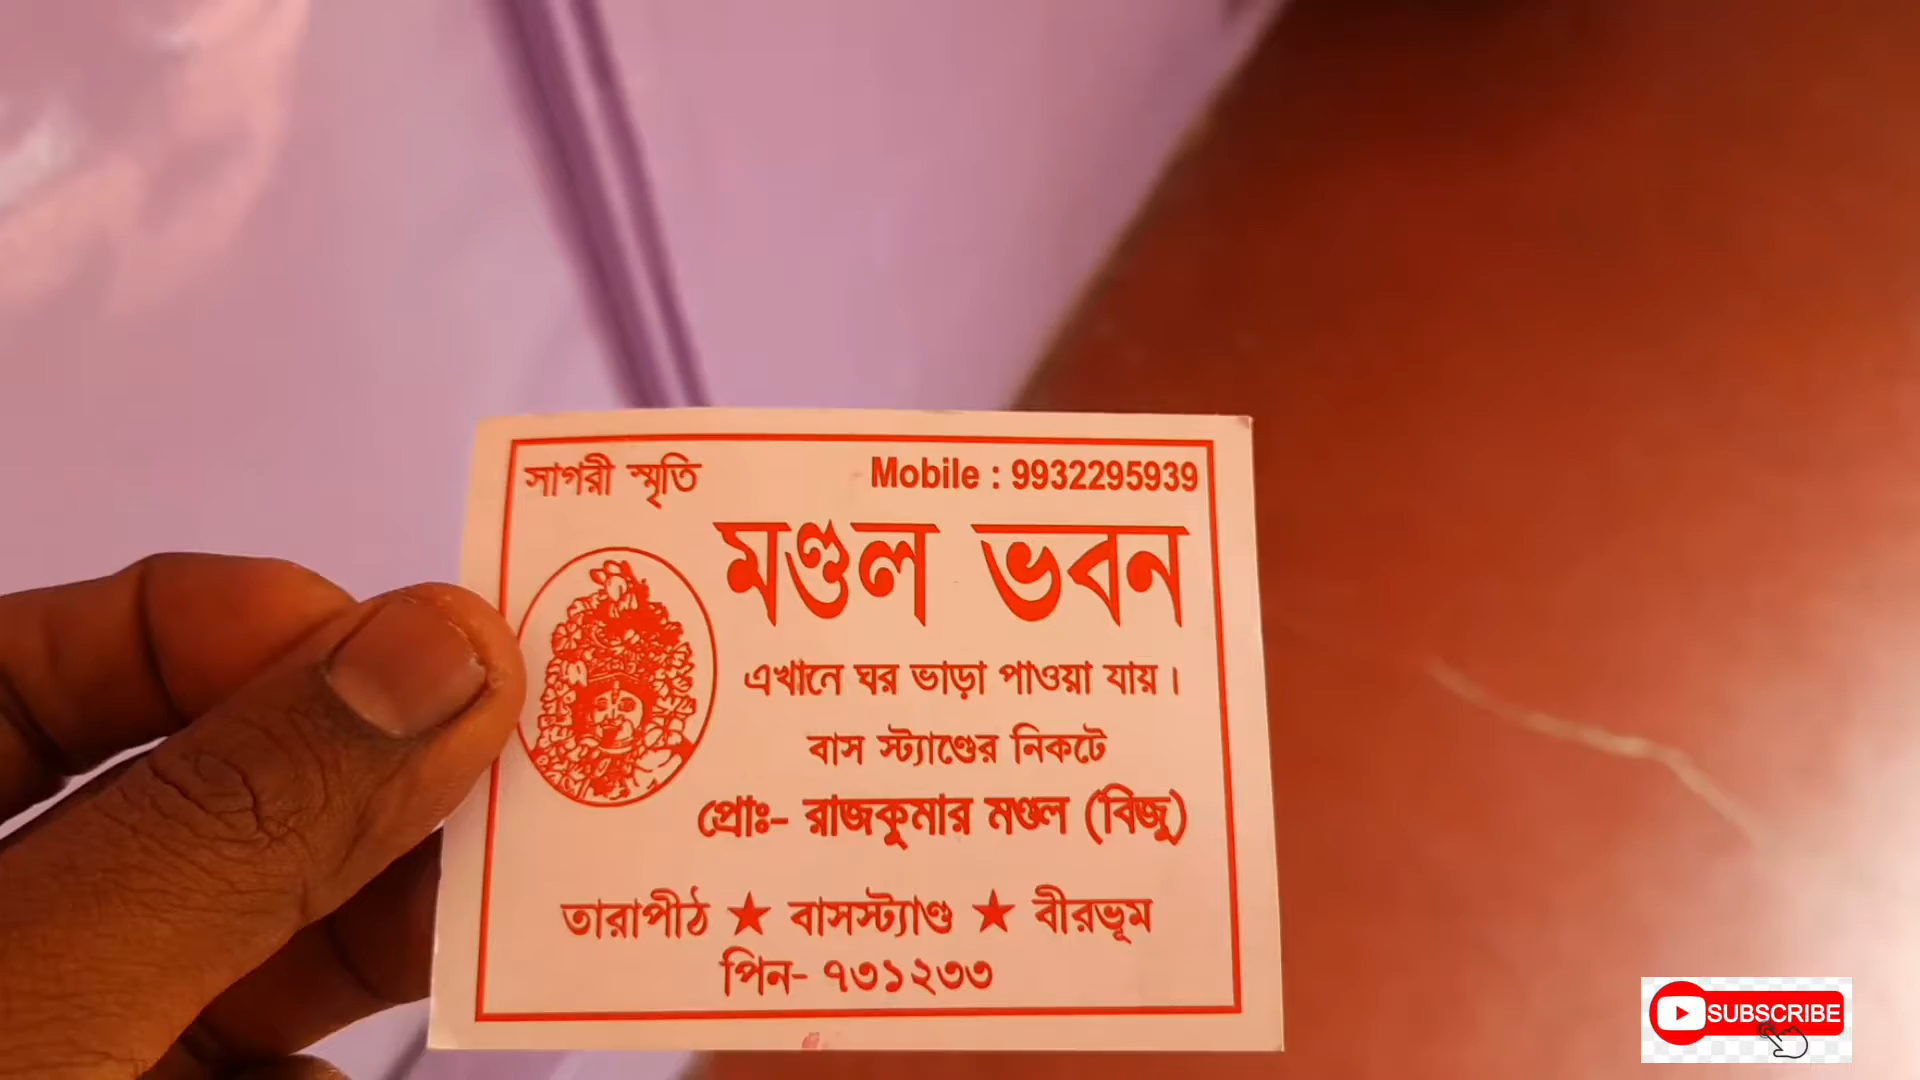 সাগরী স্মৃতি
Mobile : 9932295939
মণ্ডল ভবন
এখানে ঘর ভাড়া পাওয়া যায়।
বাস স্ট্যাণ্ডের নিকটে
প্রোঃ- রাজকুমার মণ্ডল (বিজু)
তারাপীঠ ★ বাসস্ট্যাণ্ড ★ বীরভূম
পিন- ৭৩১২৩৩
SUBSCRIBE